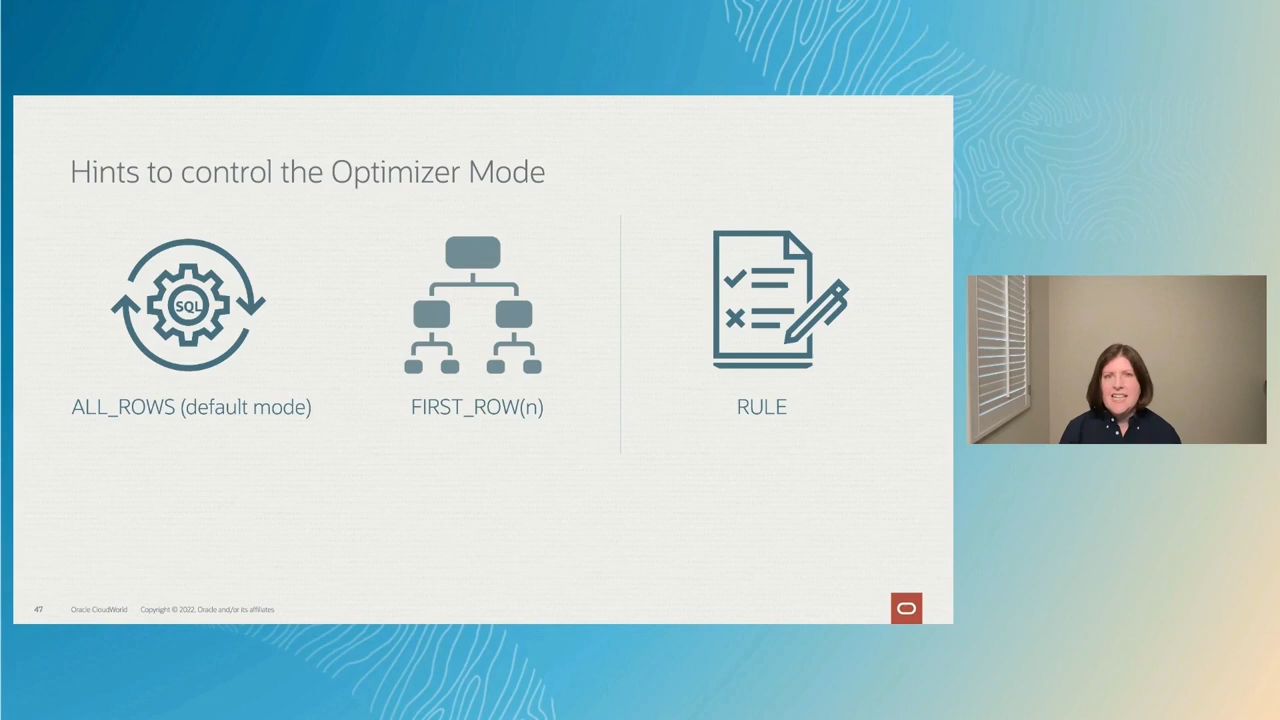 Hints to control the Optimizer Mode
SQL
ALL_ROWS (default mode)
FIRST_ROW(n)
RULE
47 Oracle CloudWorld Copyright © 2022, Oracle and/or its affiliates